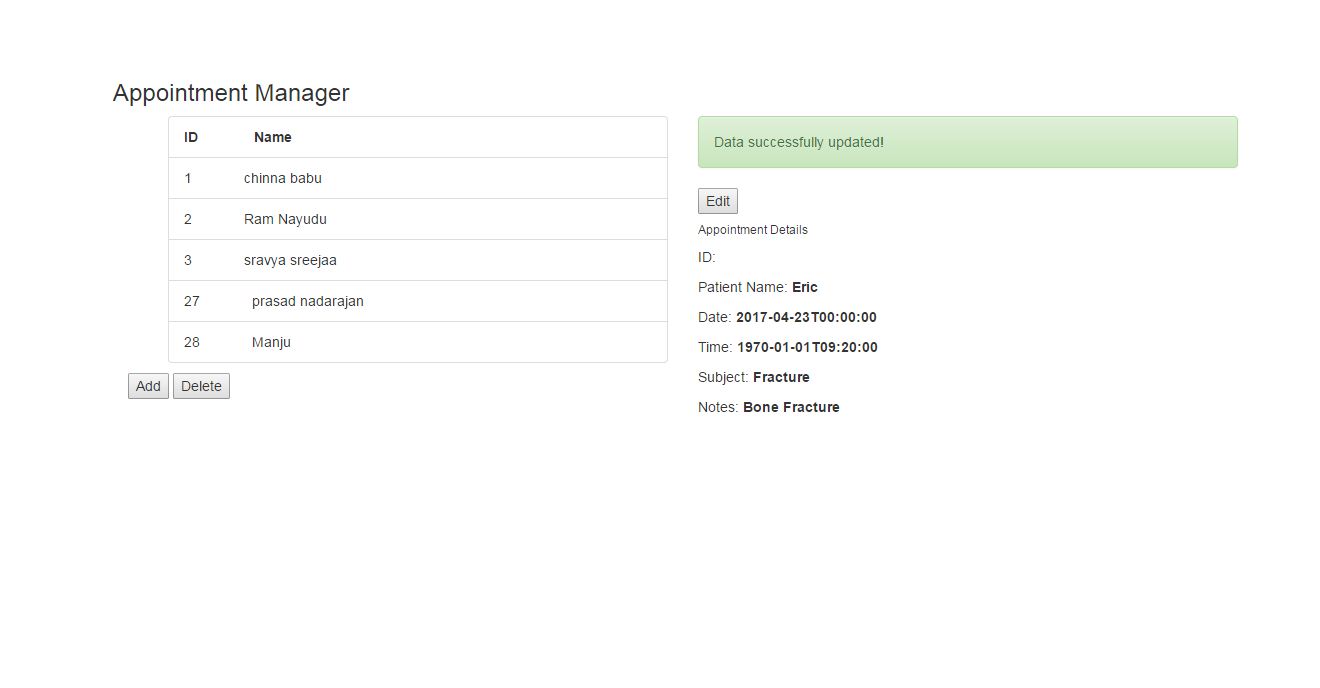 Appointment Manager
ID Name
1 chinna babu
2 Ram Nayudu
3 sravya sreejaa
27 prasad nadarajan
28 Manju
Add Delete
Data successfully updated!
Edit
Appointment Details
ID:
Patient Name: Eric
Date: 2017-04-23T00:00:00
Time: 1970-01-01T09:20:00
Subject: Fracture
Notes: Bone Fracture